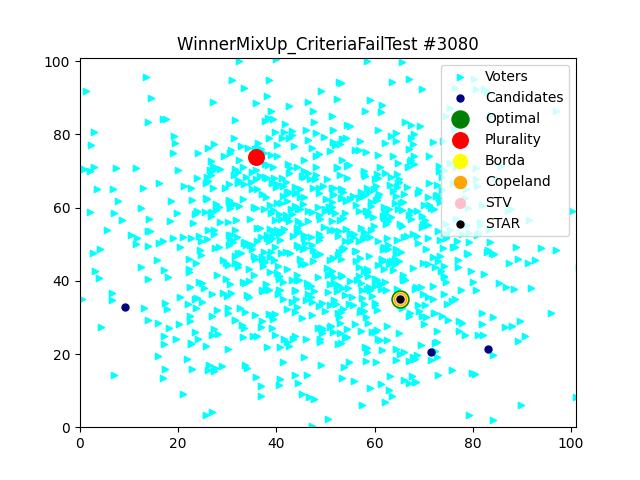 WinnerMixUp_CriteriaFailTest #3080
100
80
60
40
20
0
0 20 40 60 80 100
Voters
Candidates
Optimal
Plurality
Borda
Copeland
STV
STAR